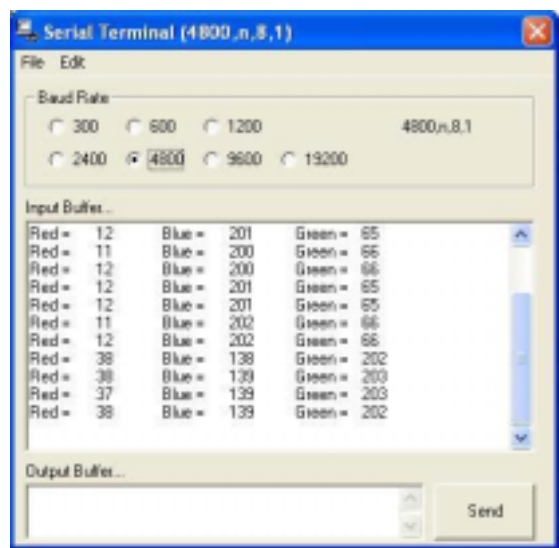 Serial Terminal (4800,n,8,1)
File Edit
Baud Rate
300 600 1200 4800,n,8,1
2400 4800 9600 19200
Input Buffer...
Red = 12 Blue = 201 Green = 65
Red = 11 Blue = 200 Green = 66
Red = 12 Blue = 200 Green = 66
Red = 12 Blue = 201 Green = 65
Red = 12 Blue = 201 Green = 65
Red = 11 Blue = 202 Green = 66
Red = 12 Blue = 202 Green = 66
Red = 38 Blue = 138 Green = 202
Red = 38 Blue = 139 Green = 203
Red = 37 Blue = 139 Green = 203
Red = 38 Blue = 139 Green = 202
Output Buffer...
Send